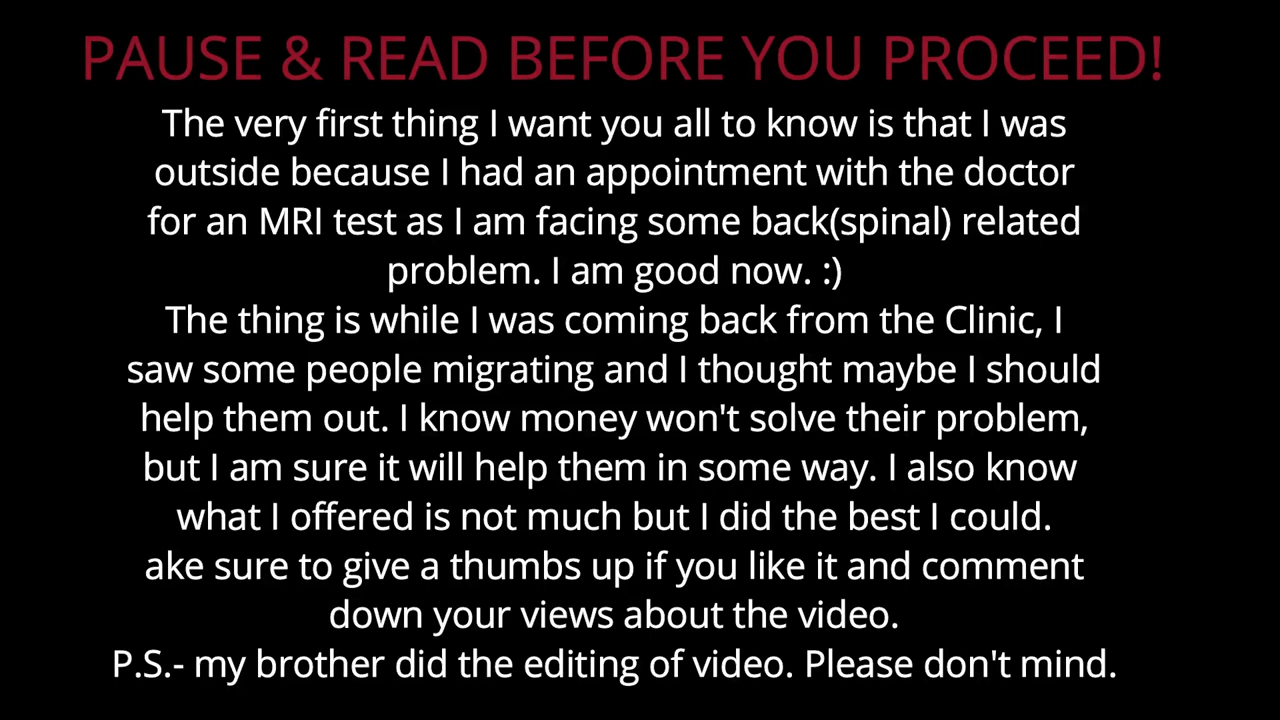 PAUSE & READ BEFORE YOU PROCEED!
The very first thing I want you all to know is that I was
outside because I had an appointment with the doctor
for an MRI test as I am facing some back(spinal) related
problem. I am good now. :)
The thing is while I was coming back from the Clinic, I
saw some people migrating and I thought maybe I should
help them out. I know money won't solve their problem,
but I am sure it will help them in some way. I also know
what I offered is not much but I did the best I could.
ake sure to give a thumbs up if you like it and comment
down your views about the video.
P.S.- my brother did the editing of video. Please don't mind.